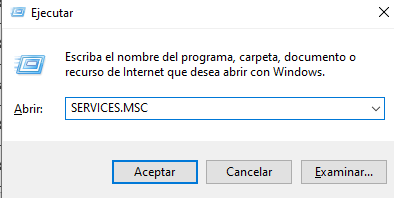 Ejecutar
Escriba el nombre del programa, carpeta, documento o
recurso de Internet que desea abrir con Windows.
Abrir: SERVICES.MSC
Aceptar Cancelar Examinar...